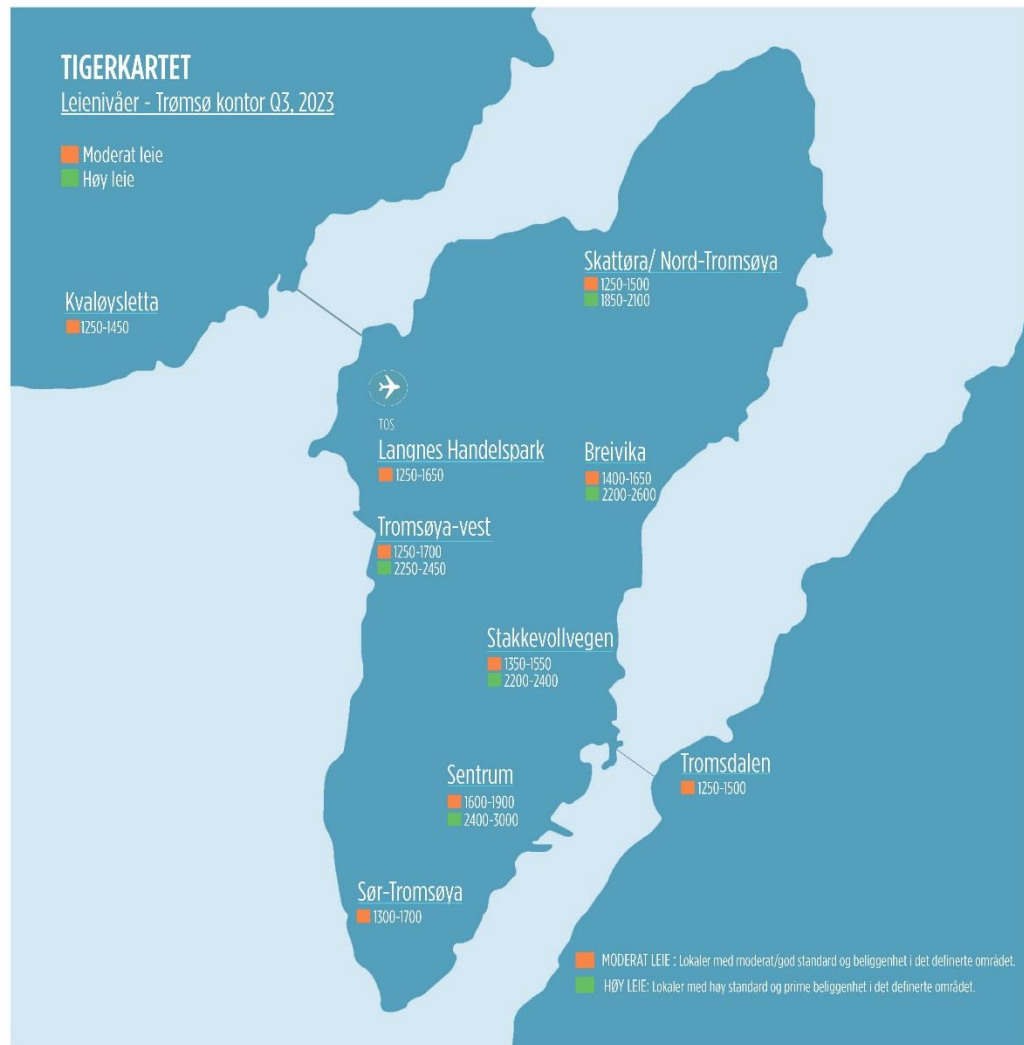 TIGERKARTET
Leienivåer - Trømsø kontor Q3, 2023
Moderat leie
Høy leie
Skattøra/ Nord-Tromsøya
1250-1500
1850-2100
Kvaløysletta
1250-1450
TOS
Langnes Handelspark
1250-1650
Breivika
1400-1650
2200-2600
Tromsøya-vest
1250-1700
2250-2450
Stakkevollvegen
1350-1550
2200-2400
Tromsdalen
1250-1500
Sentrum
1600-1900
2400-3000
Sør-Tromsøya
1300-1700
MODERAT LEIE : Lokaler med moderat/god standard og beliggenhet i det definerte området.
HØY LEIE: Lokaler med høy standard og prime beliggenhet i det definerte området.